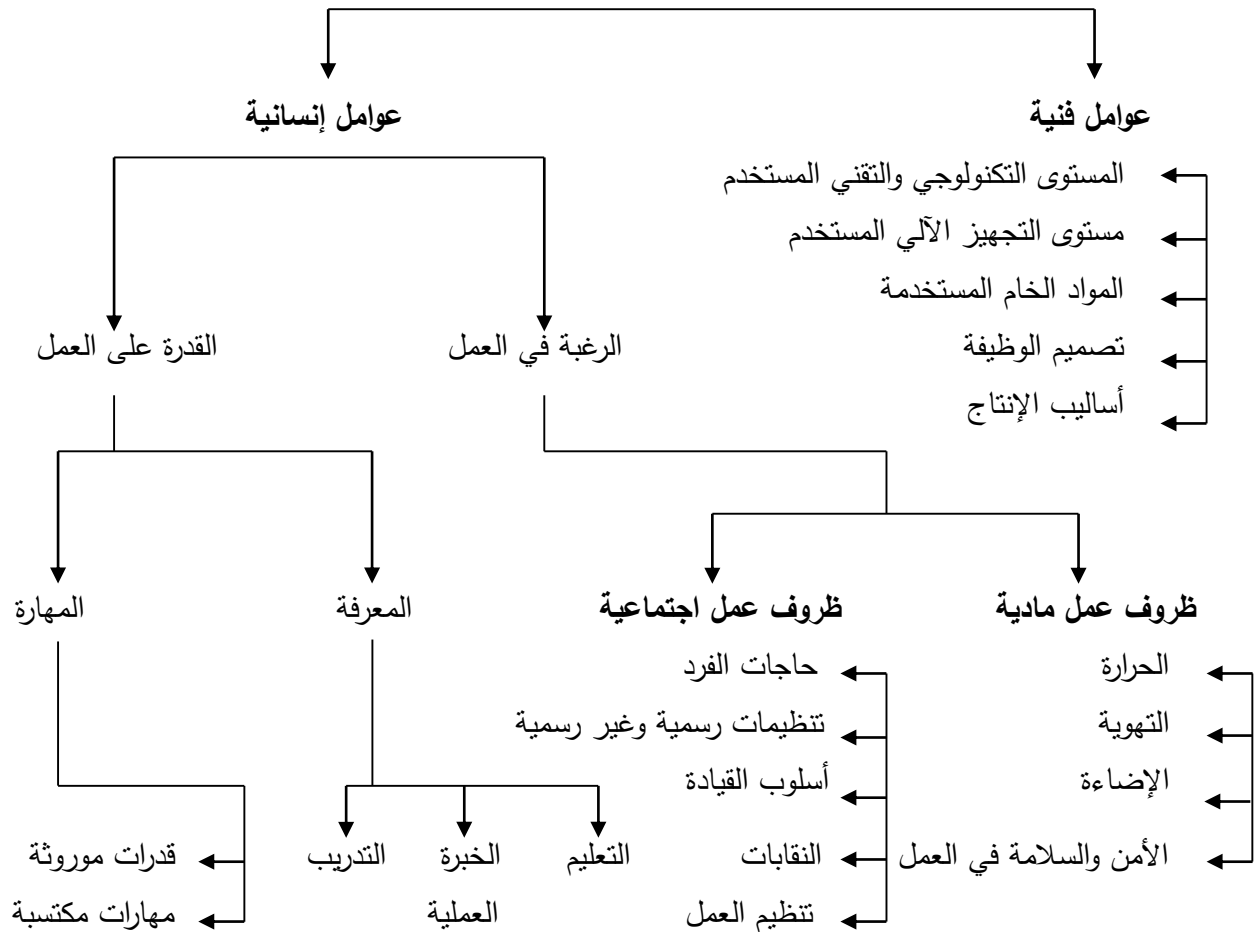 عوامل فنية
عوامل إنسانية
المستوى التكنولوجي والتقني المستخدم
مستوى التجهيز الآلي المستخدم
المواد الخام المستخدمة
تصميم الوظيفة
أساليب الإنتاج
الرغبة في العمل
القدرة على العمل
ظروف عمل مادية
ظروف عمل اجتماعية
المعرفة
المهارة
الحرارة
التهوية
الإضاءة
الأمن والسلامة في العمل
حاجات الفرد
تنظيمات رسمية وغير رسمية
أسلوب القيادة
النقابات
تنظيم العمل
التعليم
الخبرة
العملية
التدريب
قدرات موروثة
مهارات مكتسبة